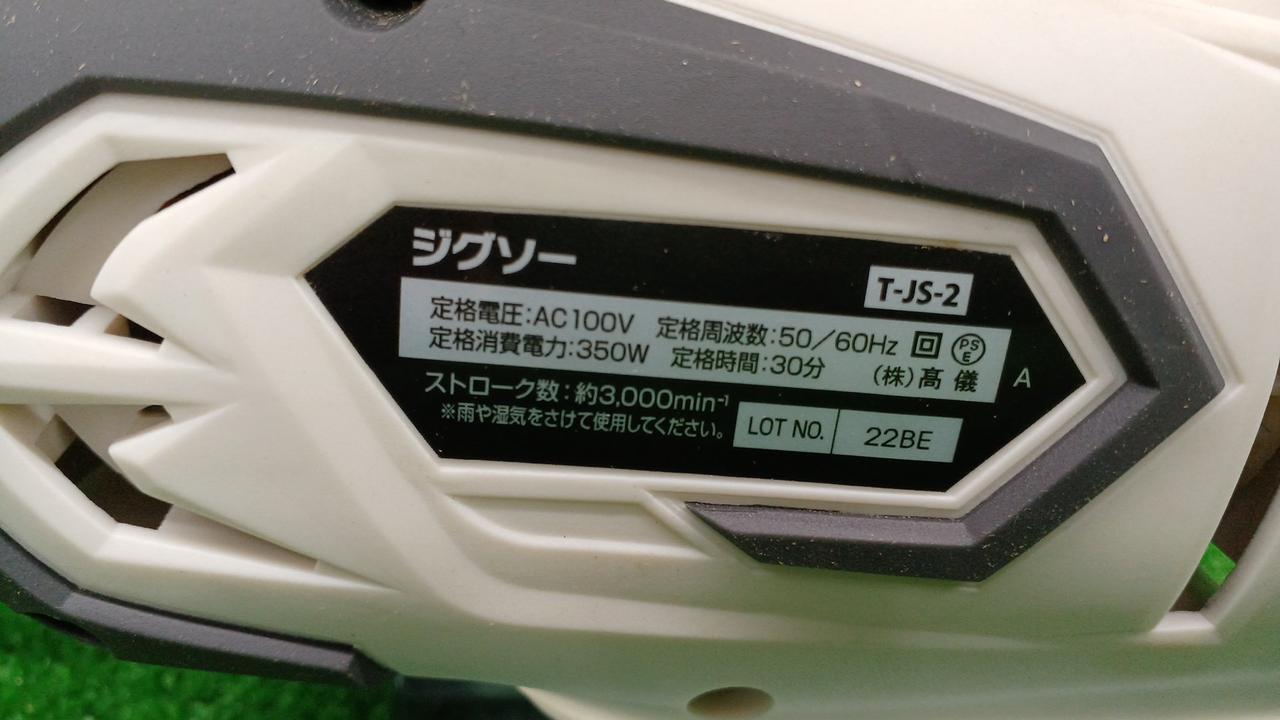 ジグソー
T-JS-2
定格電圧:AC100V 定格周波数:50/60Hz
PS
E
定格消費電力:350W 定格時間:30分 (株)髙儀
A
ストローク数:約3,000min⁻¹
※雨や湿気をさけて使用してください。
LOT NO. 22BE